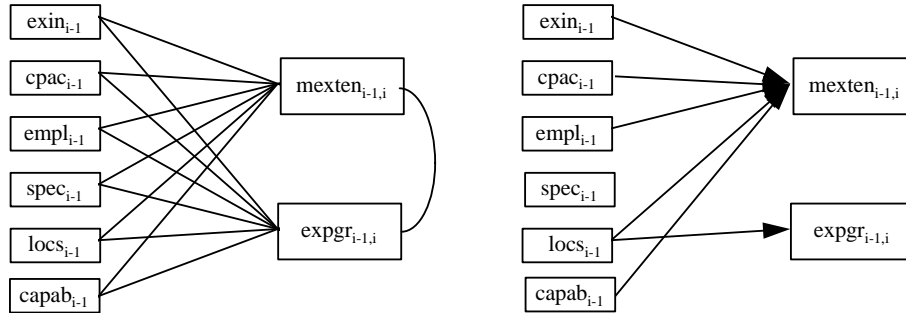 exin_{i-1}
cpac_{i-1}
empl_{i-1}
spec_{i-1}
locs_{i-1}
capab_{i-1}
mexten_{i-1,i}
expgr_{i-1,i}
exin_{i-1}
cpac_{i-1}
empl_{i-1}
spec_{i-1}
locs_{i-1}
capab_{i-1}
mexten_{i-1,i}
expgr_{i-1,i}